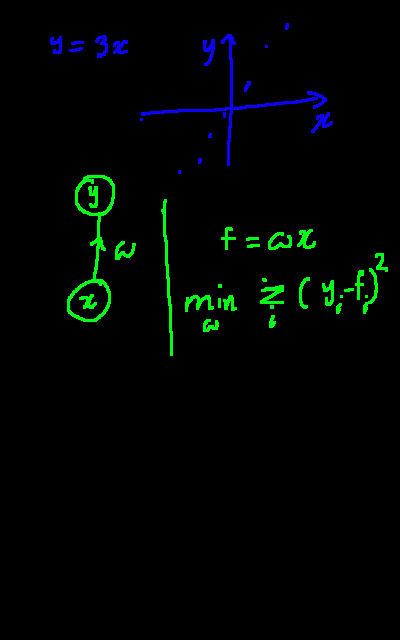 y = 3x
y
x
y
ω
x
f = ωx
min Σ (yᵢ - fᵢ)²
ω i